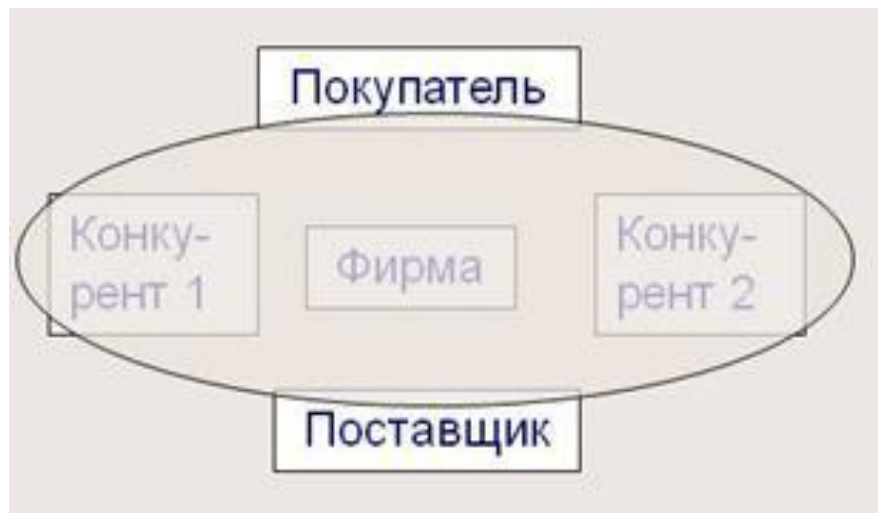 Покупатель
Конку-
рент 1
Фирма
Конку-
рент 2
Поставщик